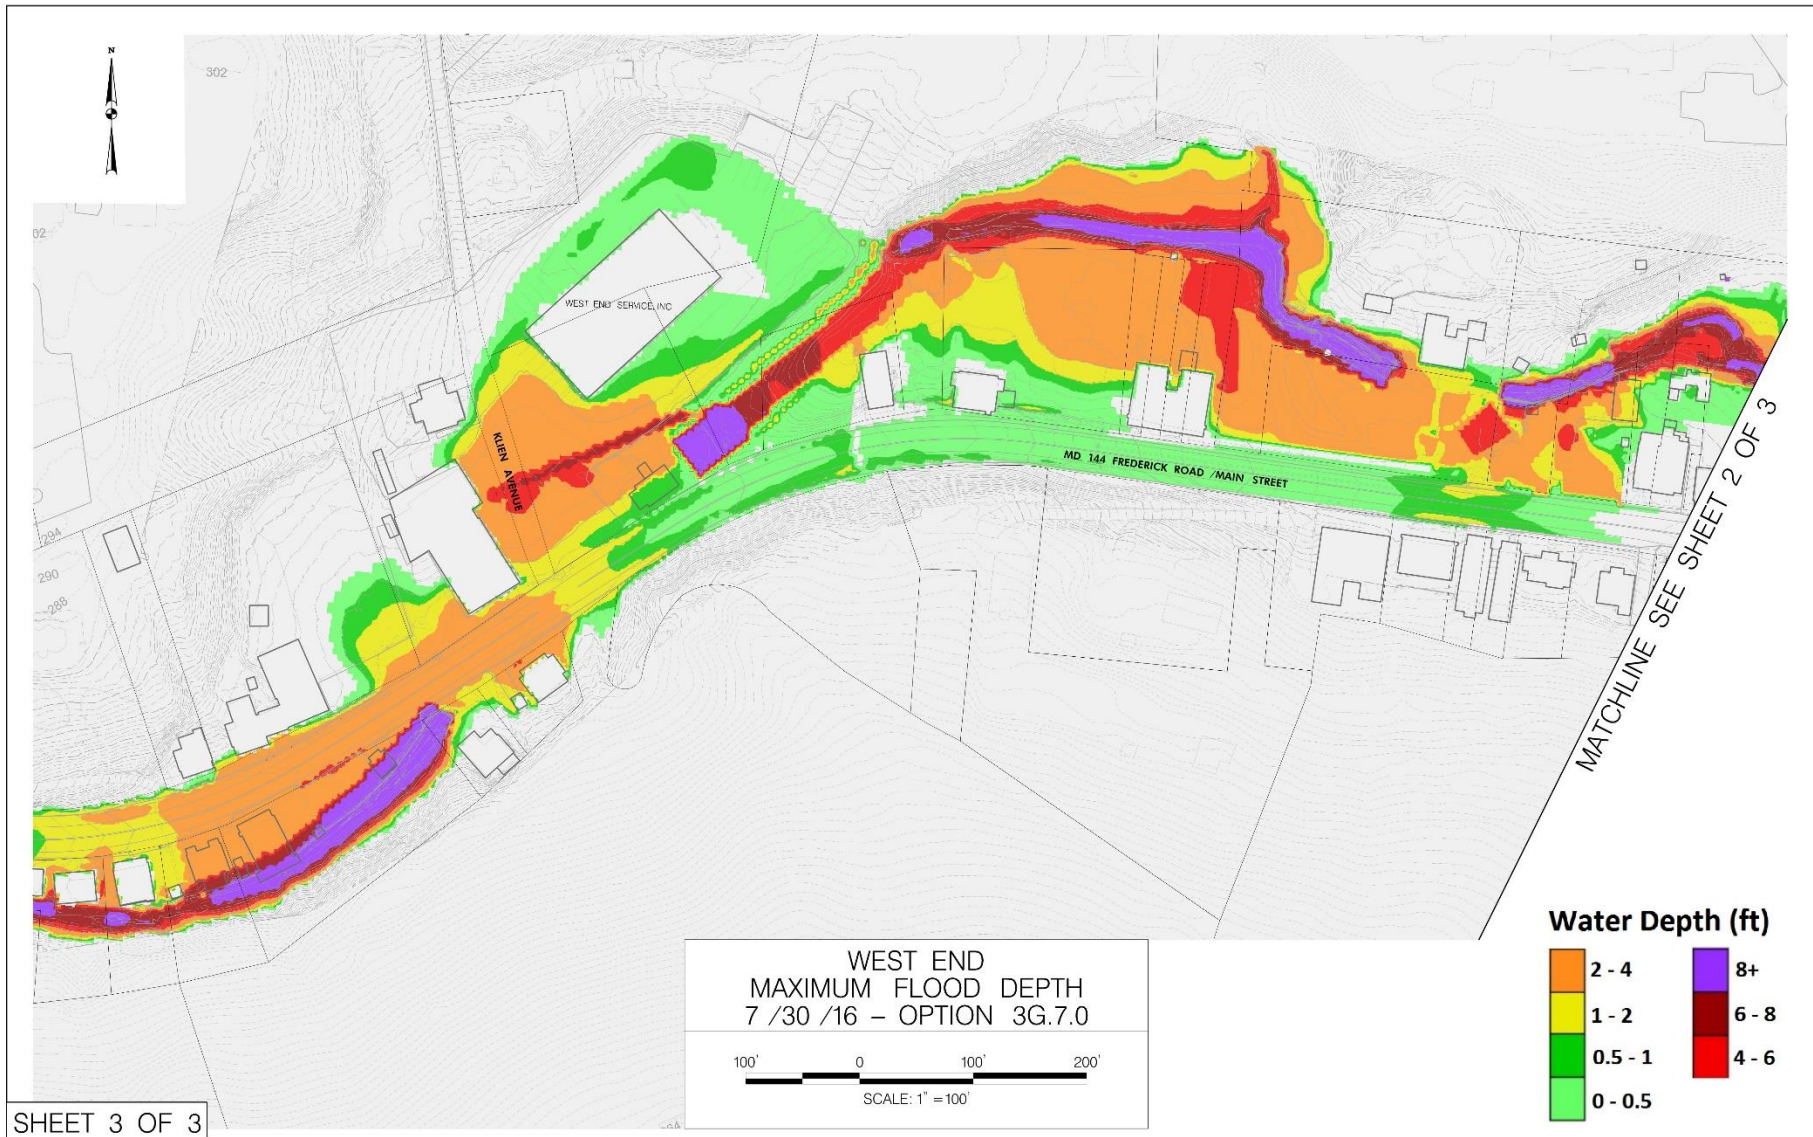 N
302
02
WEST END SERVICE, INC
KLIEN AVENUE
MD 144 FREDERICK ROAD /MAIN STREET
294
290
288
MATCHLINE SEE SHEET 2 OF 3
WEST END
MAXIMUM FLOOD DEPTH
7 /30 /16 – OPTION 3G.7.0
100' 0 100' 200'
SCALE: 1" =100'
Water Depth (ft)
2 - 4
1 - 2
0.5 - 1
0 - 0.5
8+
6 - 8
4 - 6
SHEET 3 OF 3